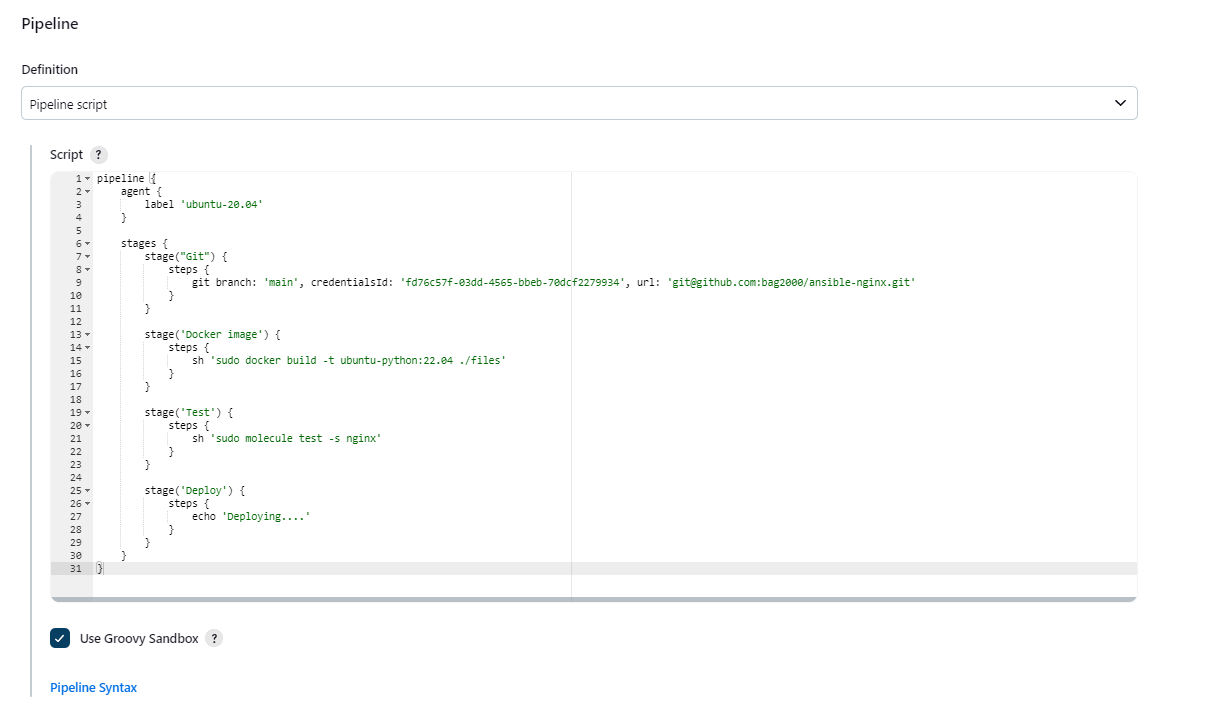 Pipeline
Definition
Pipeline script
Script ?
1 pipeline {
2     agent {
3         label 'ubuntu-20.04'
4     }
5
6     stages {
7         stage("Git") {
8             steps {
9                 git branch: 'main', credentialsId: 'fd76c57f-03dd-4565-bbeb-70dcf2279934', url: 'git@github.com:bag2000/ansible-nginx.git'
10             }
11         }
12
13         stage('Docker image') {
14             steps {
15                 sh 'sudo docker build -t ubuntu-python:22.04 ./files'
16             }
17         }
18
19         stage('Test') {
20             steps {
21                 sh 'sudo molecule test -s nginx'
22             }
23         }
24
25         stage('Deploy') {
26             steps {
27                 echo 'Deploying....'
28             }
29         }
30     }
31 }
Use Groovy Sandbox ?
Pipeline Syntax